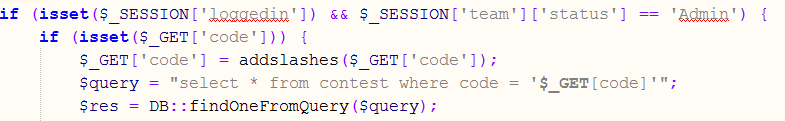 if (isset($_SESSION['loggedin']) && $_SESSION['team']['status'] == 'Admin') {
if (isset($_GET['code'])) {
$_GET['code'] = addslashes($_GET['code']);
$query = "select * from contest where code = '$_GET[code]'";
$res = DB::findOneFromQuery($query);